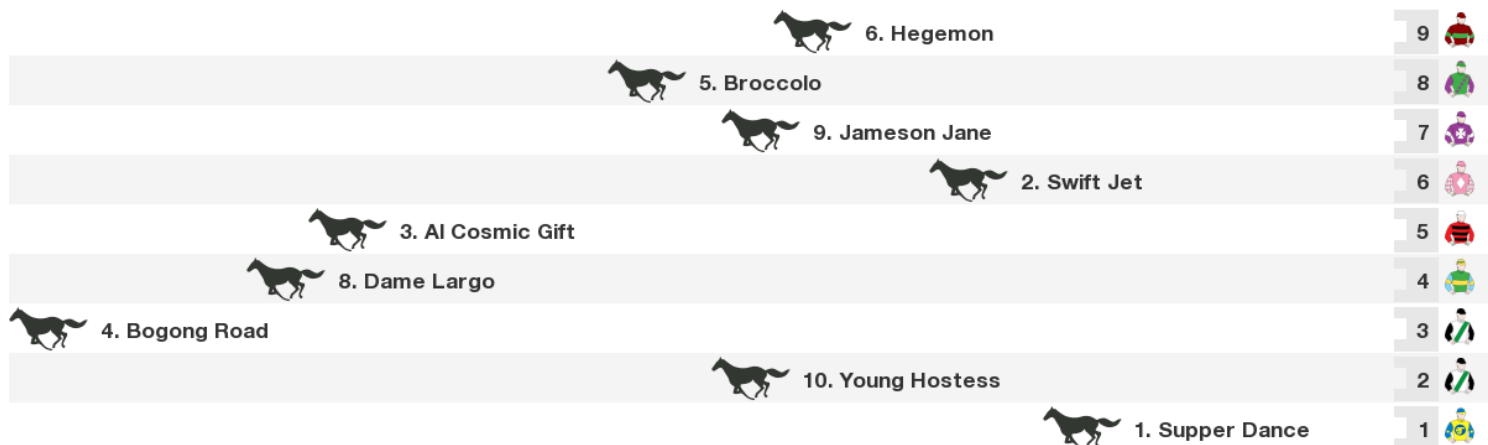 6. Hegemon 9
5. Broccolo 8
9. Jameson Jane 7
2. Swift Jet 6
3. Al Cosmic Gift 5
8. Dame Largo 4
4. Bogong Road 3
10. Young Hostess 2
1. Supper Dance 1